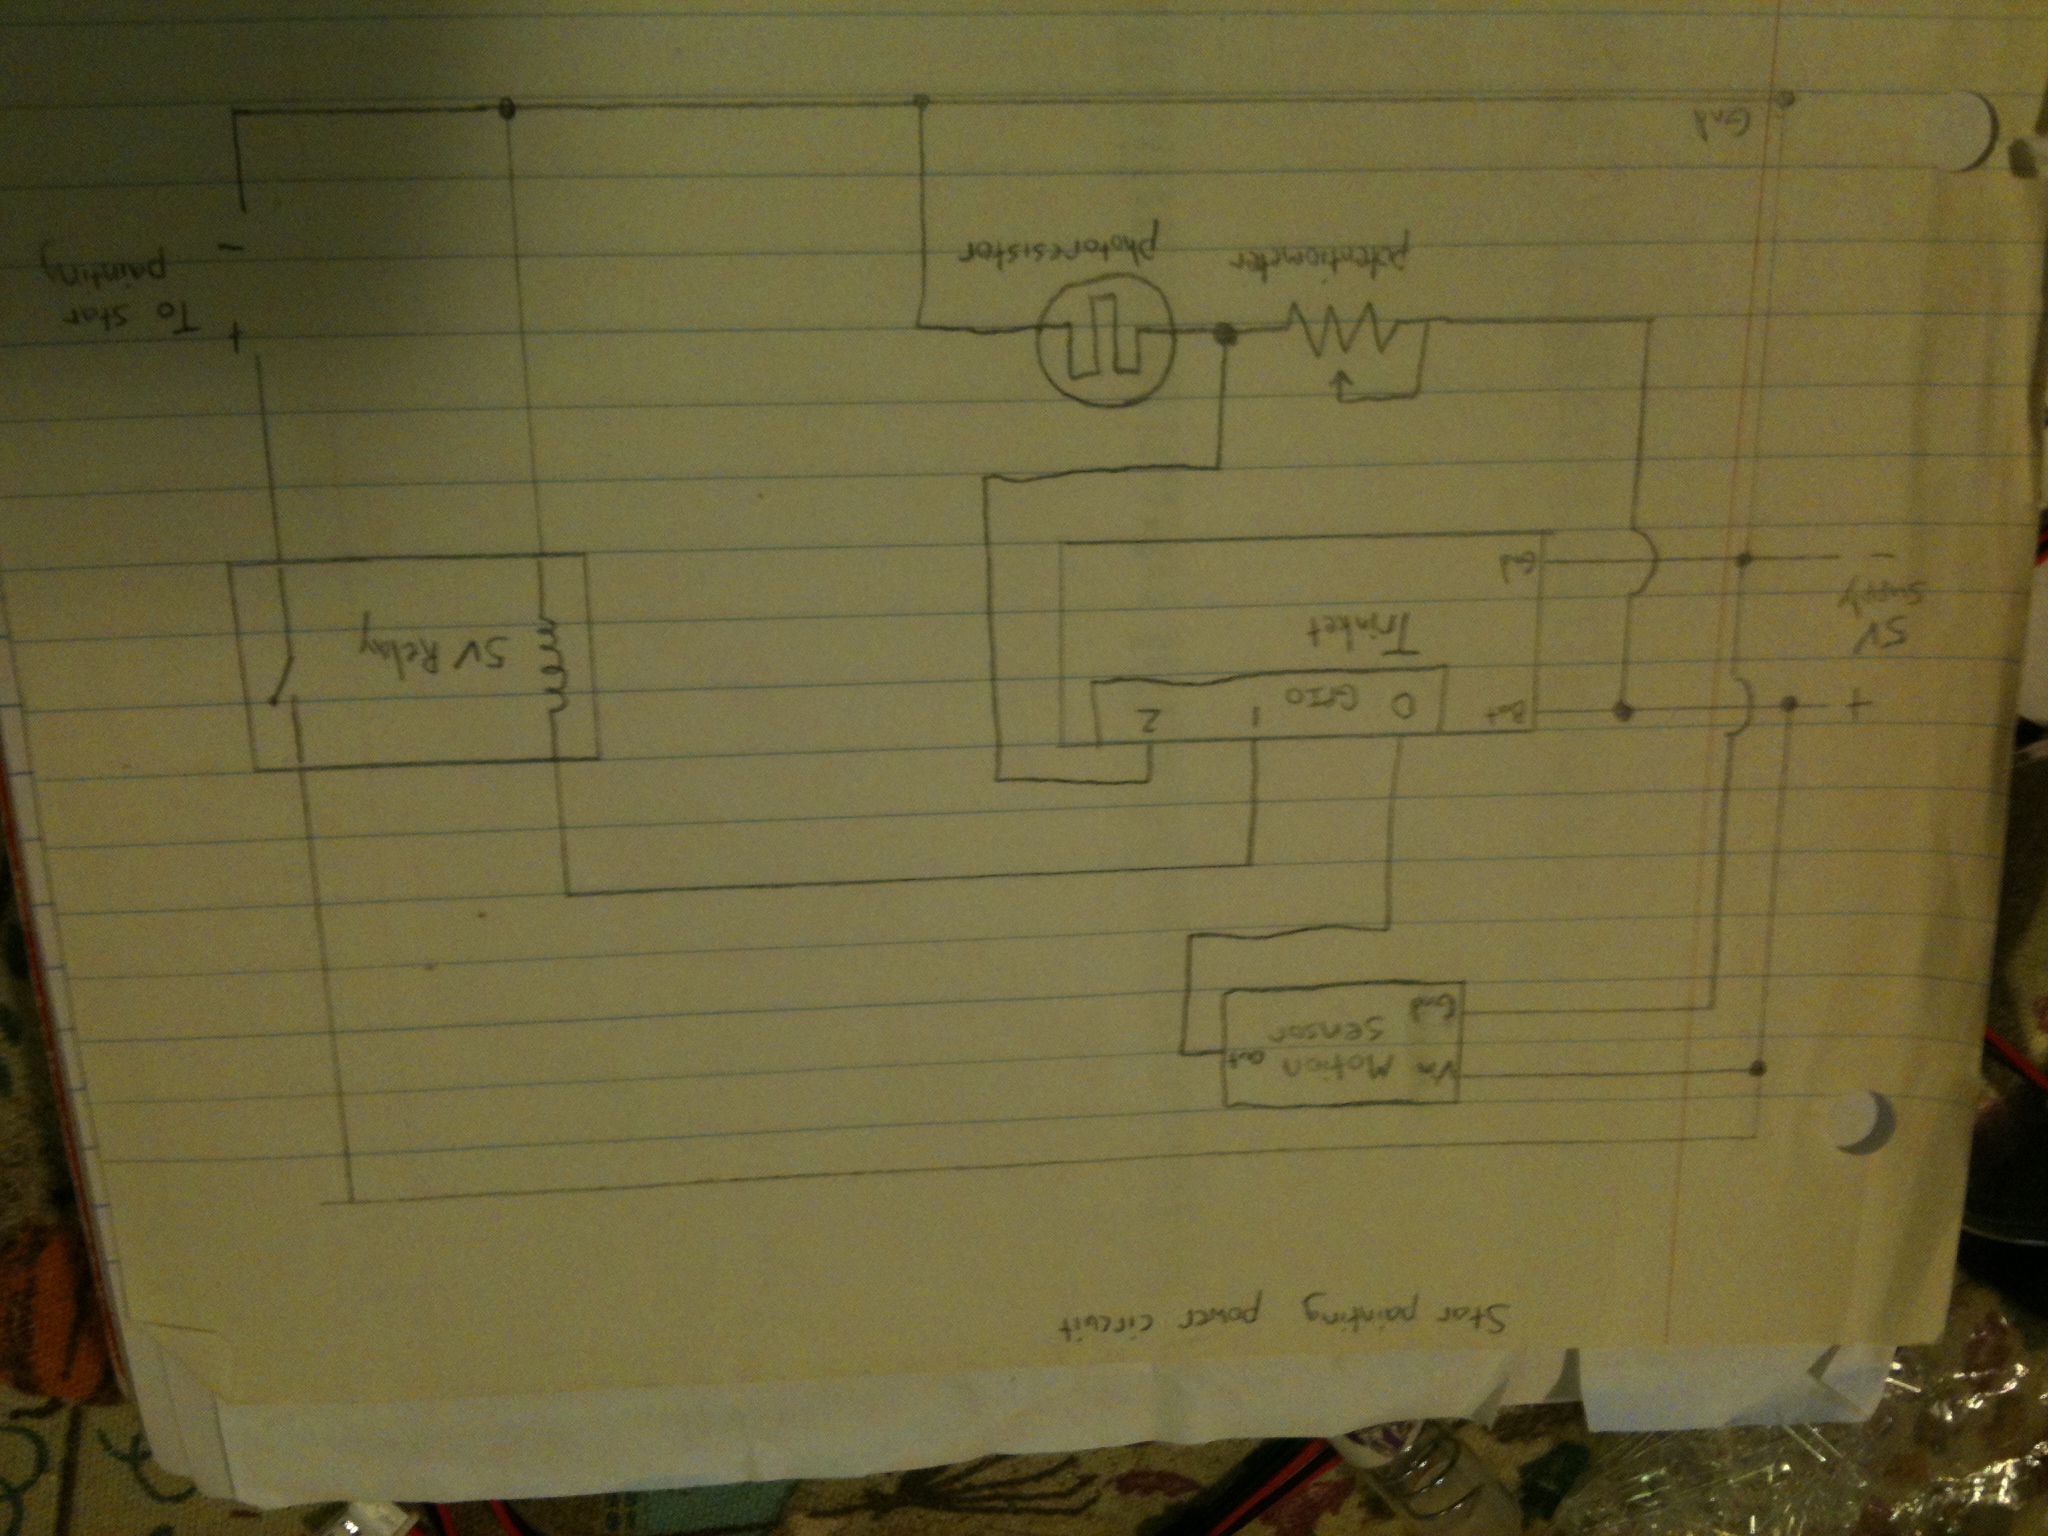 Star painting power circuit
Vin Motion out
Sensor
Gnd
+
5V
Supply
-
Bat
0 GPIO 1 2
Trinket
Gnd
5V Relay
+ To star
painting
-
potentiometer
photoresistor
Gnd